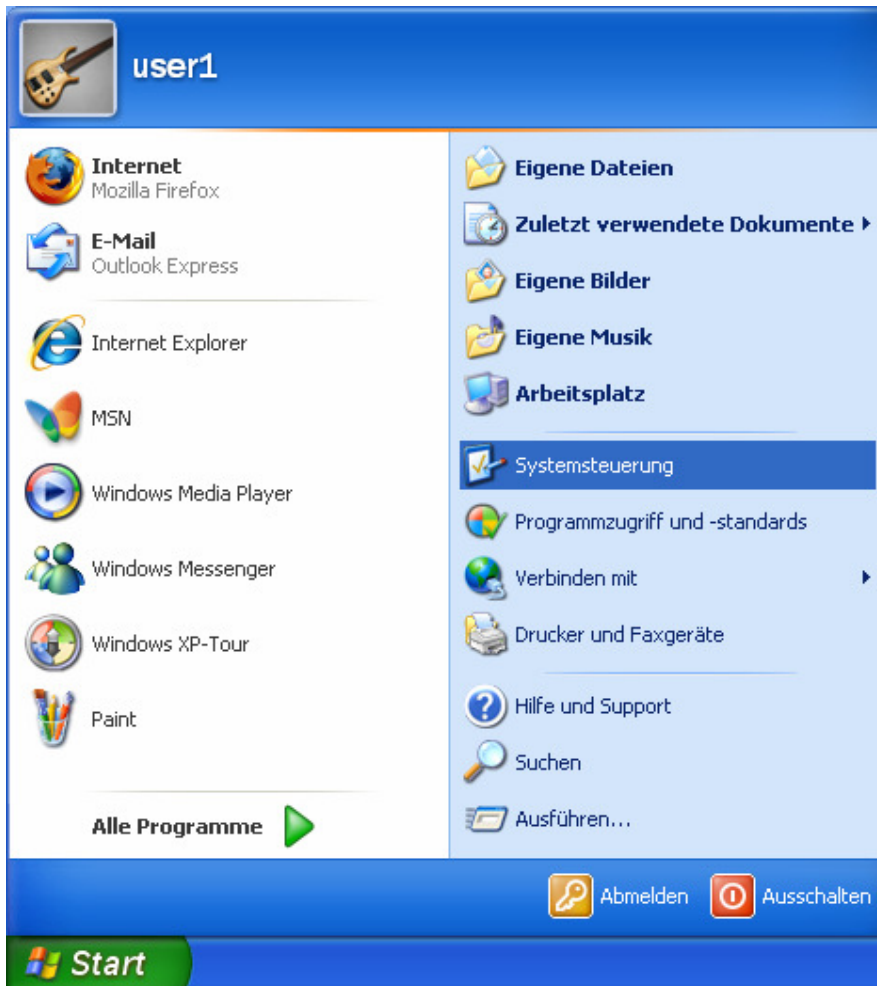 user1
Internet
Mozilla Firefox
E-Mail
Outlook Express
Internet Explorer
MSN
Windows Media Player
Windows Messenger
Windows XP-Tour
Paint
Alle Programme
Eigene Dateien
Zuletzt verwendete Dokumente
Eigene Bilder
Eigene Musik
Arbeitsplatz
Systemsteuerung
Programmzugriff und -standards
Verbinden mit
Drucker und Faxgeräte
Hilfe und Support
Suchen
Ausführen...
Abmelden
Ausschalten
Start